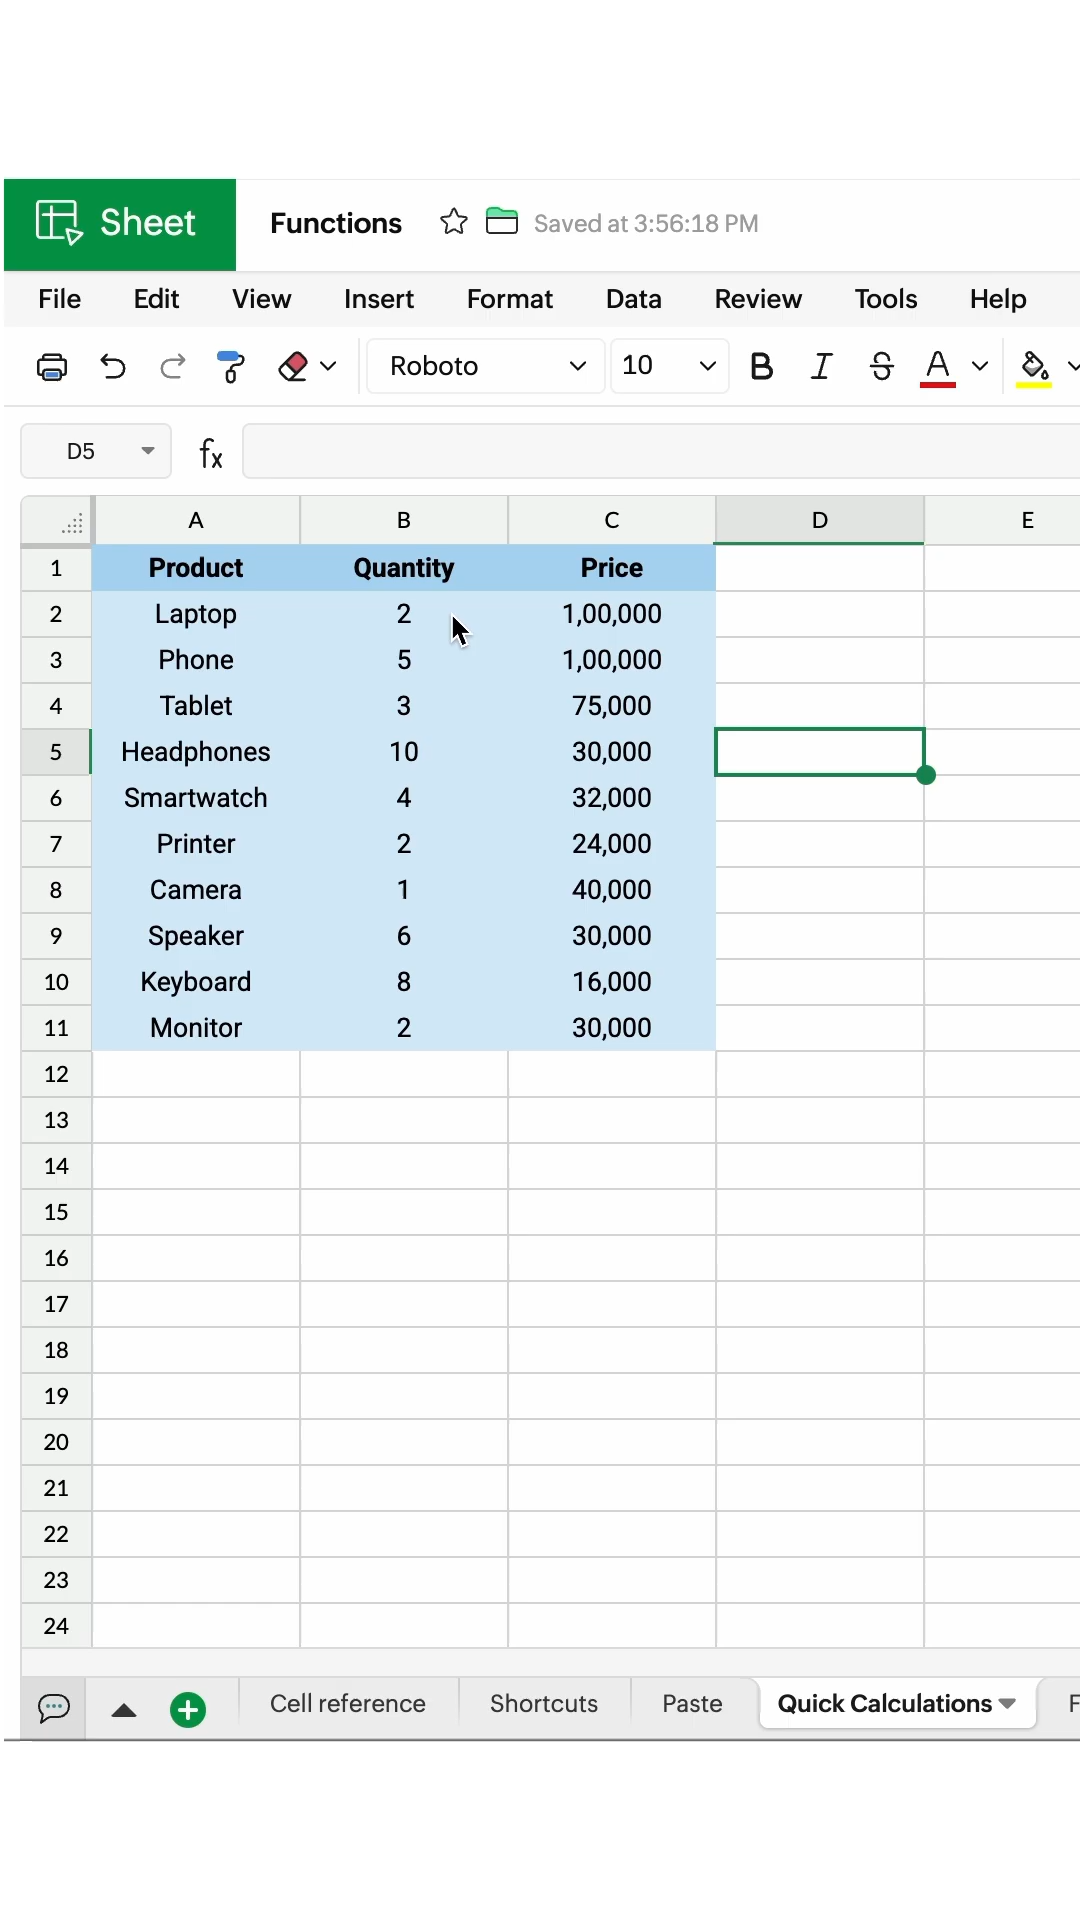 Sheet Functions Saved at 3:56:18 PM
File Edit View Insert Format Data Review Tools Help
Roboto 10 B I S A
D5 fx
A B C D E
1 Product Quantity Price
2 Laptop 2 1,00,000
3 Phone 5 1,00,000
4 Tablet 3 75,000
5 Headphones 10 30,000
6 Smartwatch 4 32,000
7 Printer 2 24,000
8 Camera 1 40,000
9 Speaker 6 30,000
10 Keyboard 8 16,000
11 Monitor 2 30,000
12
13
14
15
16
17
18
19
20
21
22
23
24
Cell reference Shortcuts Paste Quick Calculations